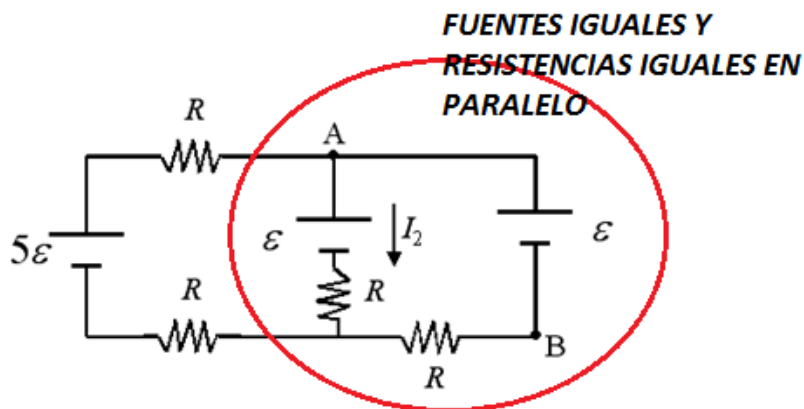 FUENTES IGUALES Y
RESISTENCIAS IGUALES EN
PARALELO
R
A
5ε
ε
I₂
ε
R
R
R
B